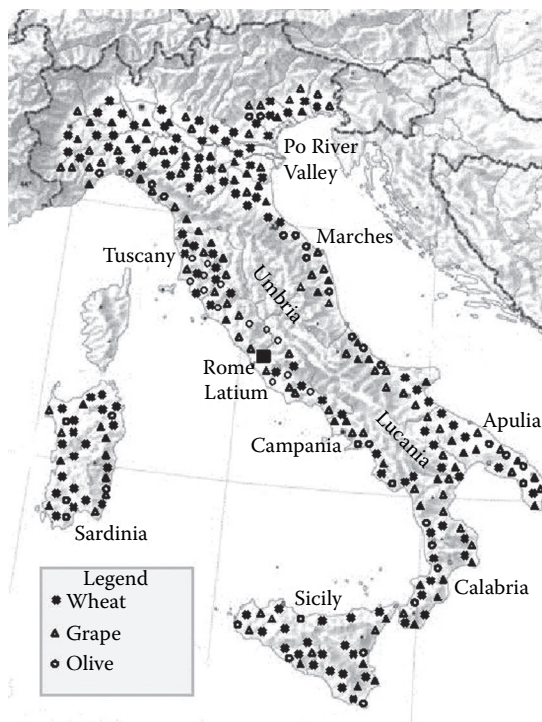 Po River
Valley
Marches
Tuscany
Umbria
Rome
Latium
Apulia
Lucania
Campania
Sardinia
Calabria
Sicily
Legend
Wheat
Grape
Olive